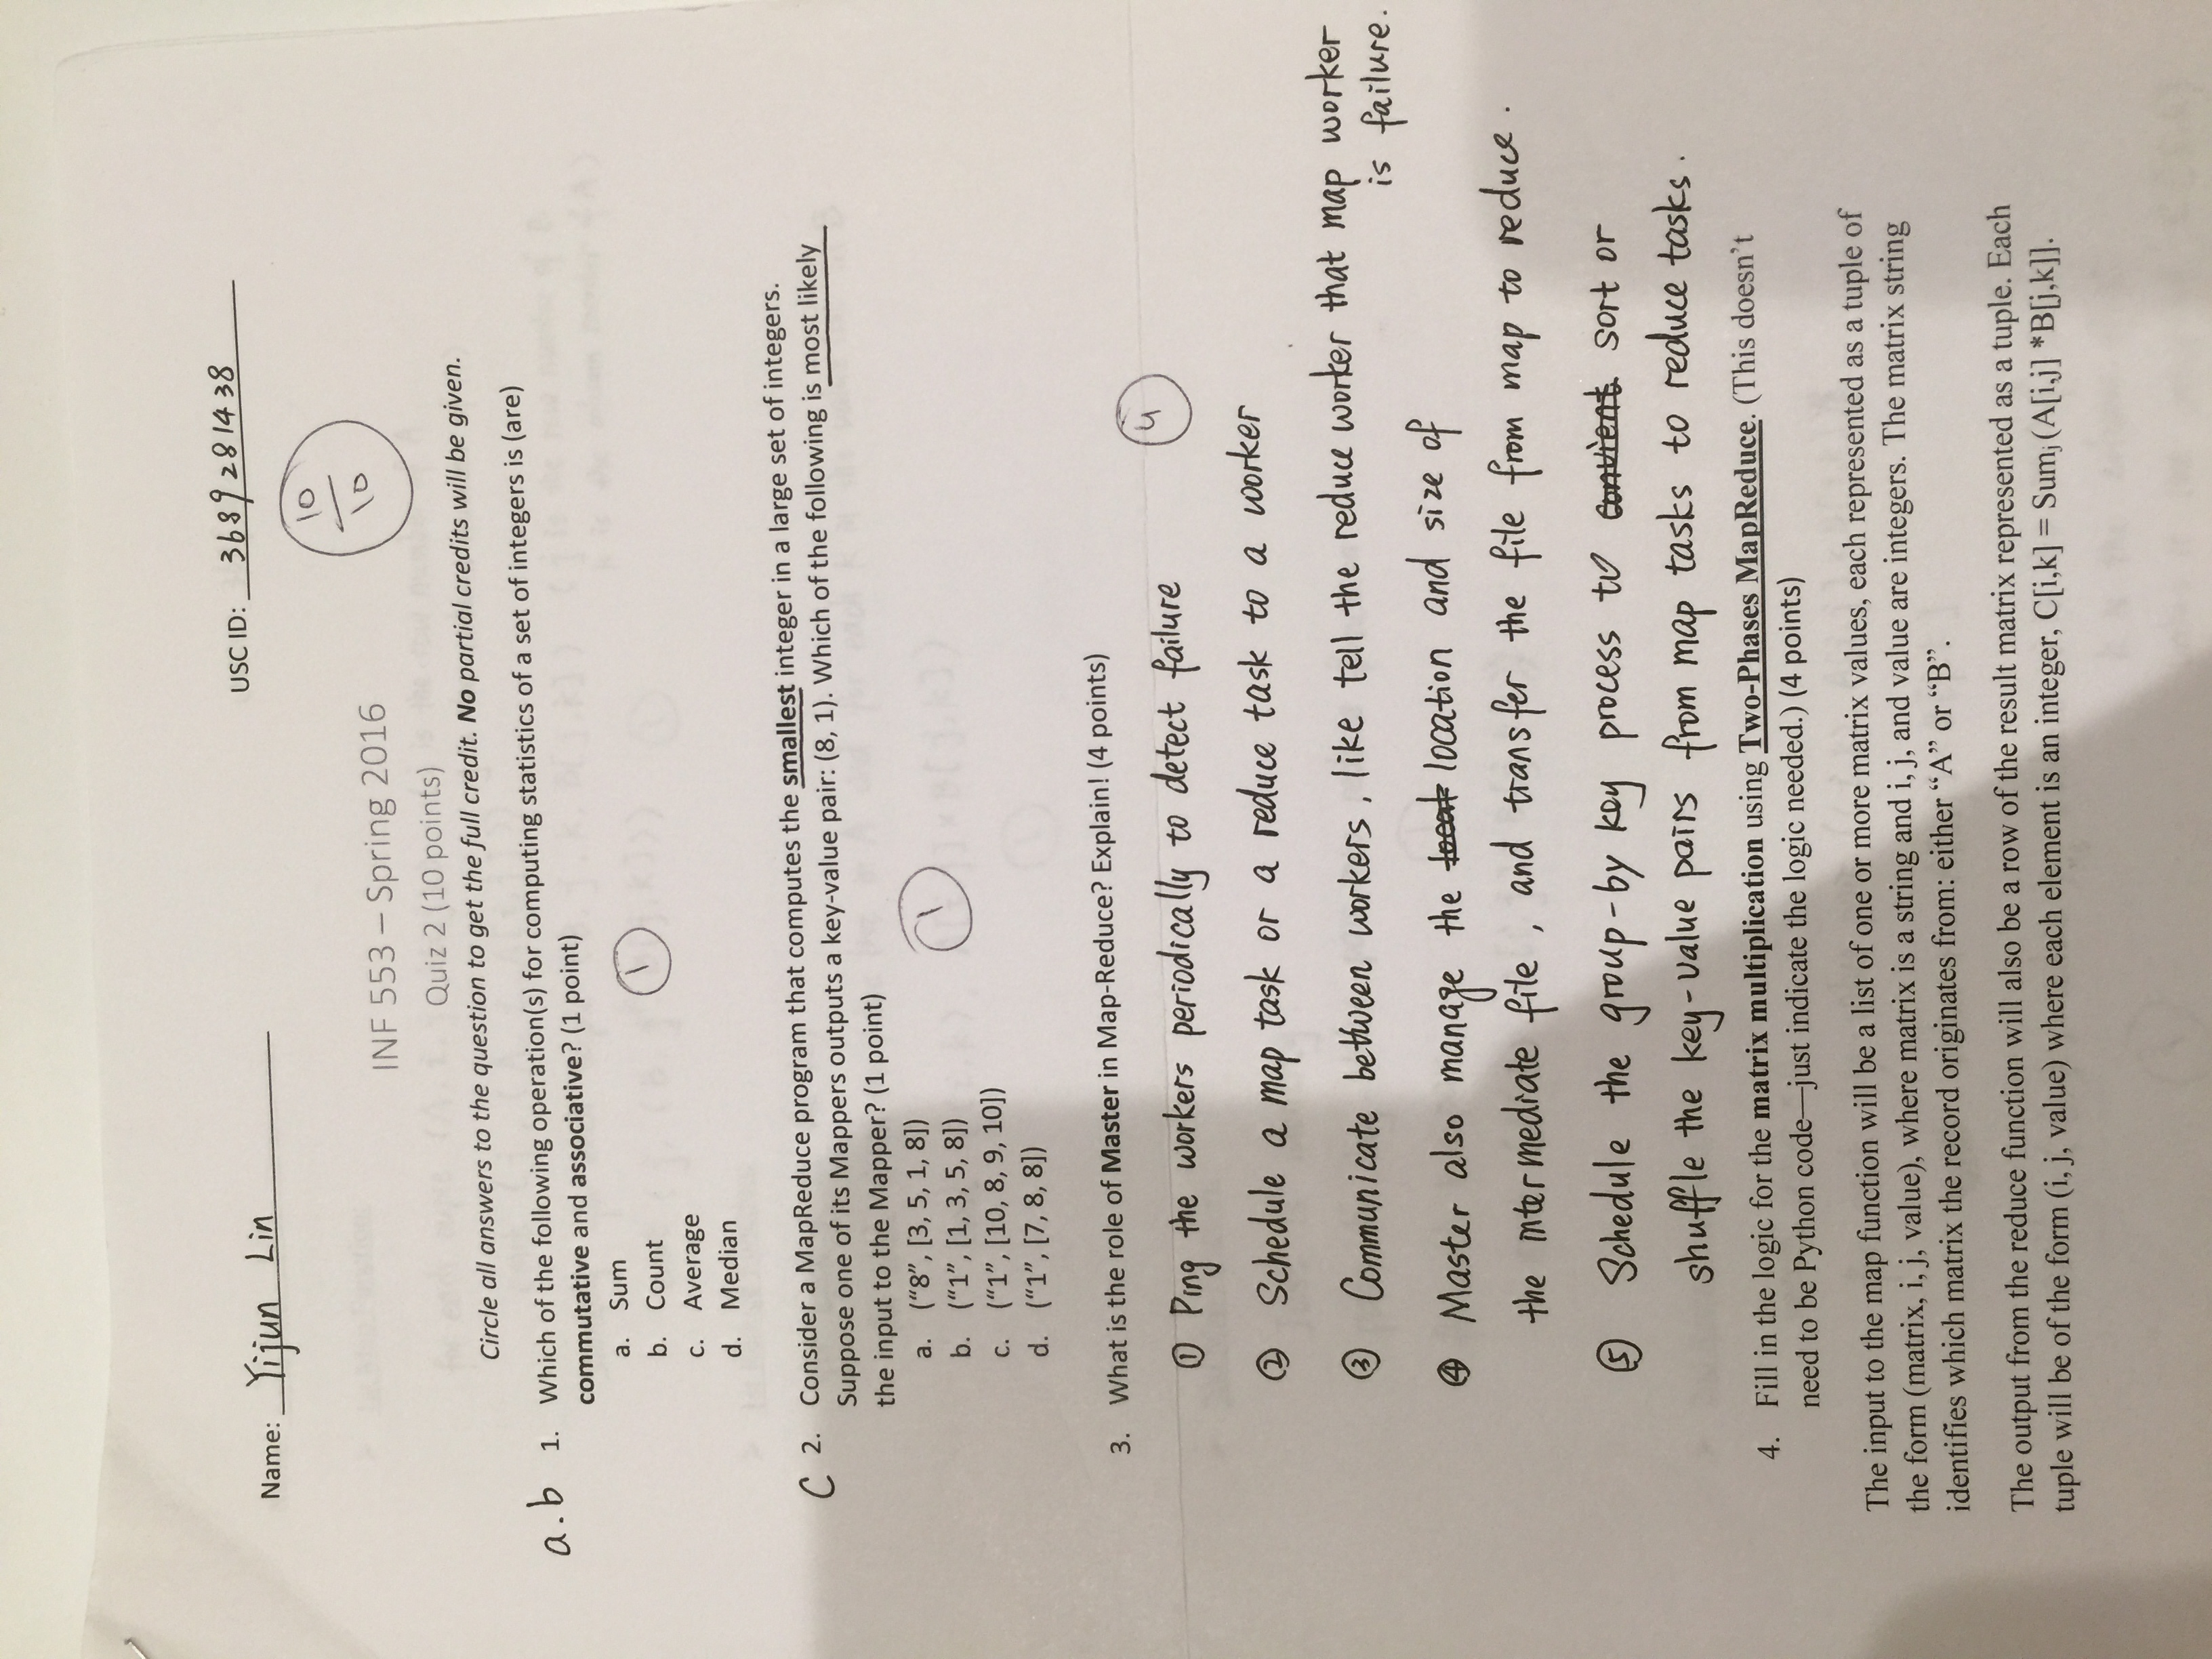 Name: Yijun Lin
USC ID: 3689281438
10
10
INF 553 – Spring 2016
Quiz 2 (10 points)
Circle all answers to the question to get the full credit. No partial credits will be given.
a.b 1. Which of the following operation(s) for computing statistics of a set of integers is (are)
commutative and associative? (1 point)
a. Sum
1
b. Count
c. Average
d. Median
C 2. Consider a MapReduce program that computes the smallest integer in a large set of integers.
Suppose one of its Mappers outputs a key-value pair: (8, 1). Which of the following is most likely
the input to the Mapper? (1 point)
a. (“8”, [3, 5, 1, 8])
1
b. (“1”, [1, 3, 5, 8])
c. (“1”, [10, 8, 9, 10])
d. (“1”, [7, 8, 8])
3. What is the role of Master in Map-Reduce? Explain! (4 points)
4
① Ping the workers periodically to detect failure
② Schedule a map task or a reduce task to a worker
③ Communicate between workers, like tell the reduce worker that map worker
is failure.
④ Master also manage the locat location and size of
the intermediate file, and transfer the file from map to reduce.
⑤ Schedule the group-by key process to convient sort or
shuffle the key-value pairs from map tasks to reduce tasks.
4. Fill in the logic for the matrix multiplication using Two-Phases MapReduce. (This doesn’t
need to be Python code—just indicate the logic needed.) (4 points)
The input to the map function will be a list of one or more matrix values, each represented as a tuple of
the form (matrix, i, j, value), where matrix is a string and i, j, and value are integers. The matrix string
identifies which matrix the record originates from: either “A” or “B”.
The output from the reduce function will also be a row of the result matrix represented as a tuple. Each
tuple will be of the form (i, j, value) where each element is an integer, C[i,k] = Sumj (A[i,j] *B[j,k]].